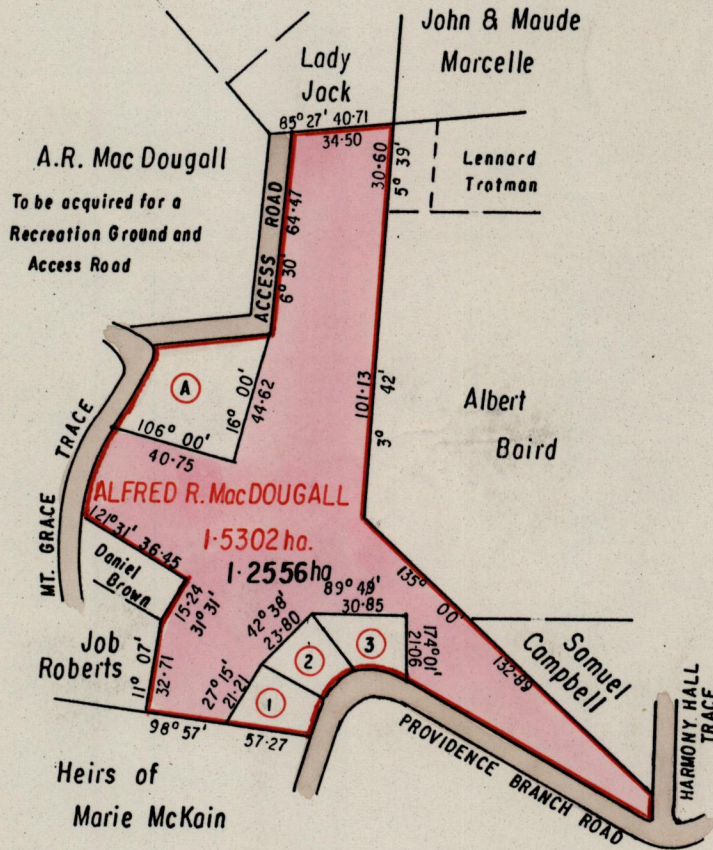 John & Maude
Marcelle
Lady
Jack
85° 27' 40·71
34·50
A.R. Mac Dougall
To be acquired for a
Recreation Ground and
Access Road
ACCESS ROAD
6° 30' 64·47
30·60
5° 39'
Lennard
Trotman
A
16° 00'
44·62
106° 00'
40·75
101·13
3° 42'
Albert
Baird
MT. GRACE TRACE
ALFRED R. MacDOUGALL
1·5302 ha.
1·2556 ha
121° 31' 36·45
Daniel
Brown
15·24
31° 31'
Job
Roberts
11° 07'
32·71
42° 38'
23·80
30·85
27° 15'
21·21
1
2
3
174° 01'
21·06
135° 00'
132·89
Samuel
Campbell
98° 57'
57·27
PROVIDENCE BRANCH ROAD
HARMONY HALL
TRACE
Heirs of
Marie McKain